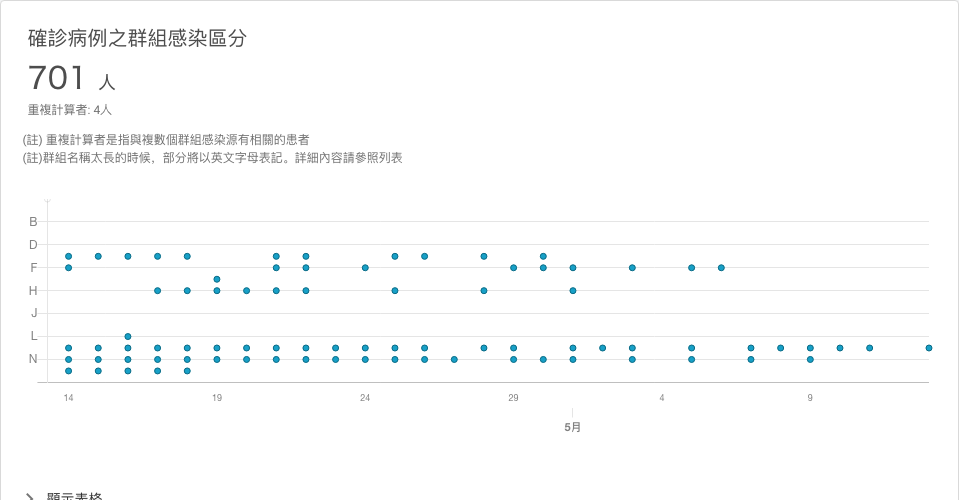 確診病例之群組感染區分
701 人
重複計算者: 4人
(註) 重複計算者是指與複數個群組感染源有相關的患者
(註)群組名稱太長的時候，部分將以英文字母表記。詳細內容請參照列表
B
D
F
H
J
L
N
14 19 24 29 4 9
5月
顯示表格